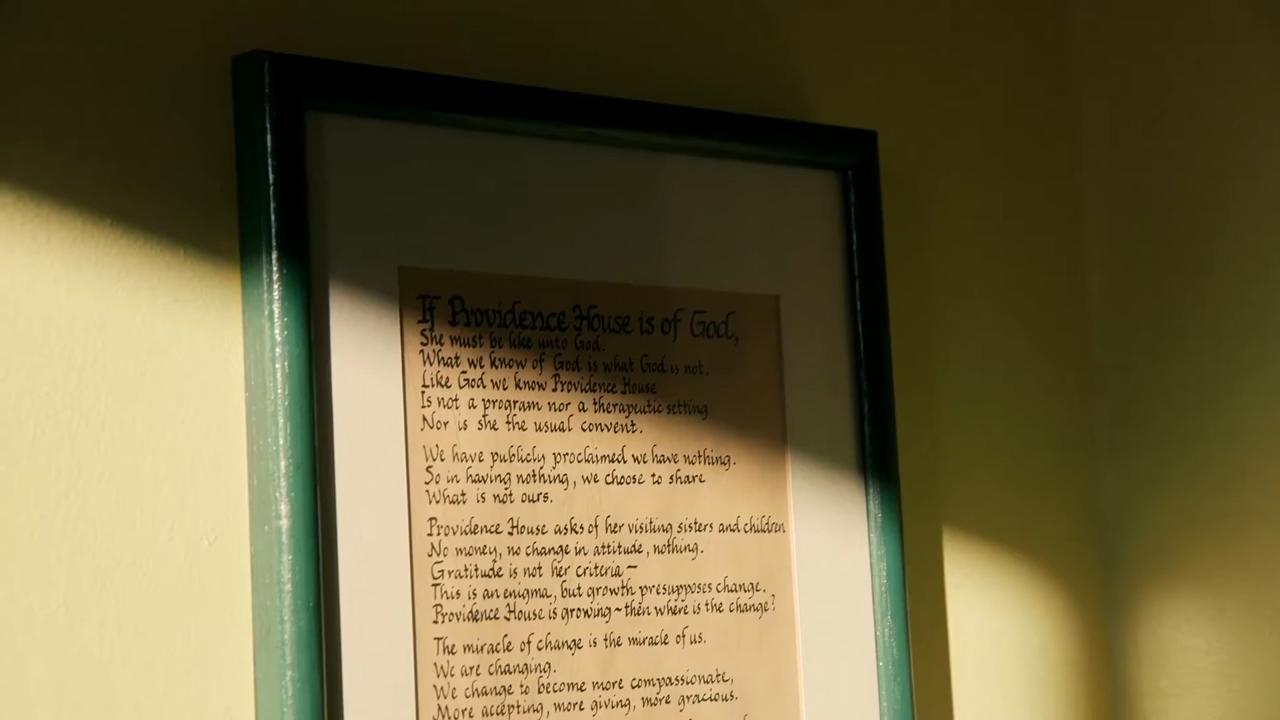 If Providence House is of God,
She must be like unto God.
What we know of God is what God is not.
Like God we know Providence House
Is not a program nor a therapeutic setting
Nor is she the usual convent.
We have publicly proclaimed we have nothing.
So in having nothing, we choose to share
What is not ours.
Providence House asks of her visiting sisters and children
No money, no change in attitude, nothing.
Gratitude is not her criteria~
This is an enigma, but growth presupposes change.
Providence House is growing~then where is the change?
The miracle of change is the miracle of us.
We are changing.
We change to become more compassionate,
More accepting, more giving, more gracious.